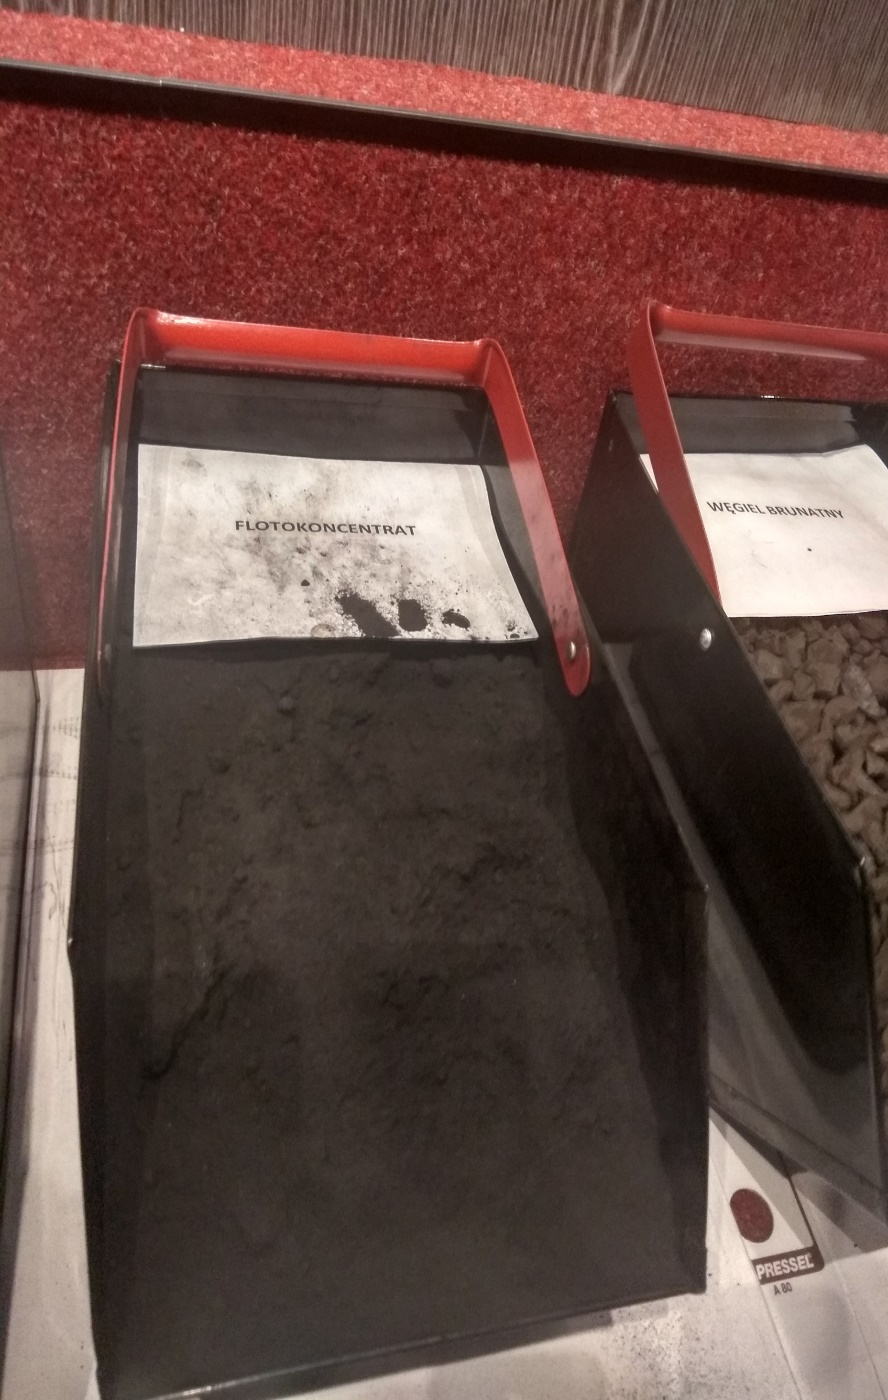 FLOTOKONCENTRAT
WĘGIEL BRUNATNY
PRESSEL
A 80